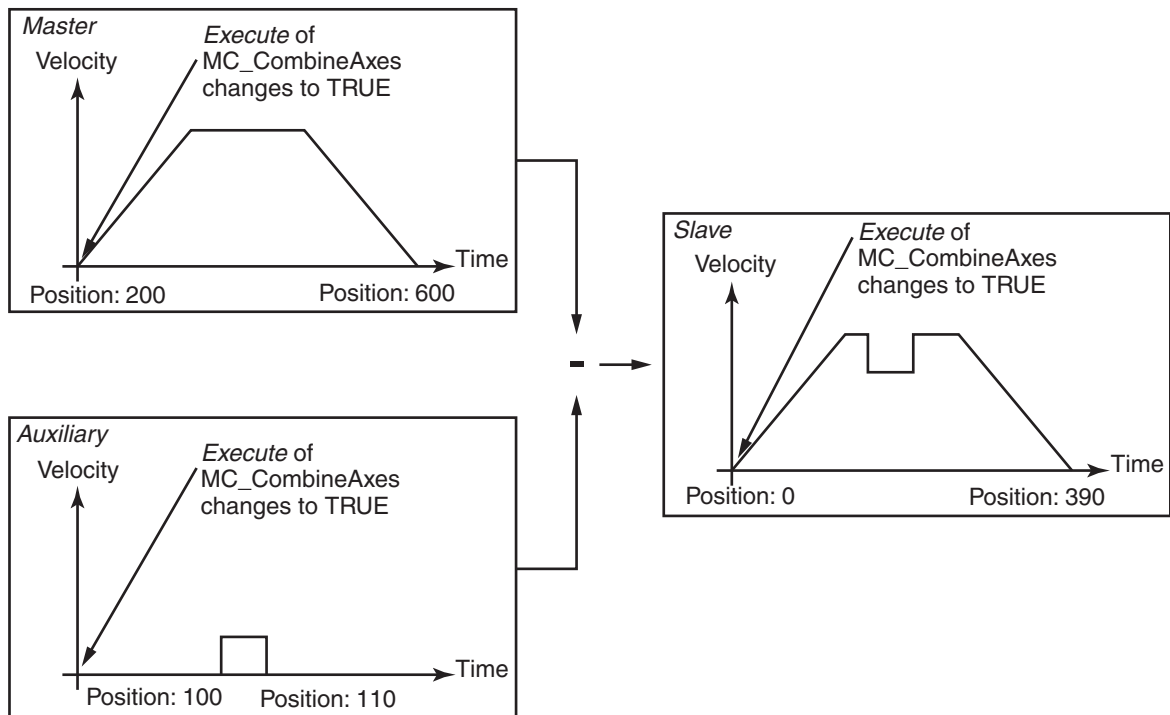 Master
Velocity
Execute of
MC_CombineAxes
changes to TRUE
Time
Position: 200
Position: 600
Auxiliary
Velocity
Execute of
MC_CombineAxes
changes to TRUE
Time
Position: 100
Position: 110
-
Slave
Velocity
Execute of
MC_CombineAxes
changes to TRUE
Time
Position: 0
Position: 390